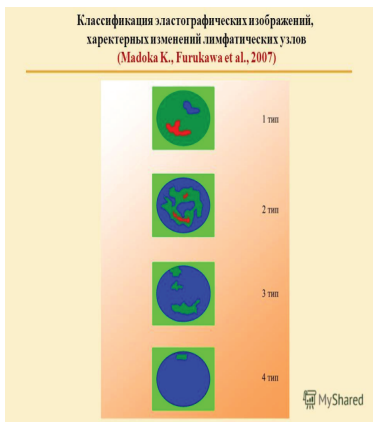 Классификация эластографических изображений,
харектерных изменений лимфатических узлов
(Madoka K., Furukawa et al., 2007)
1 тип
2 тип
3 тип
4 тип
MyShared